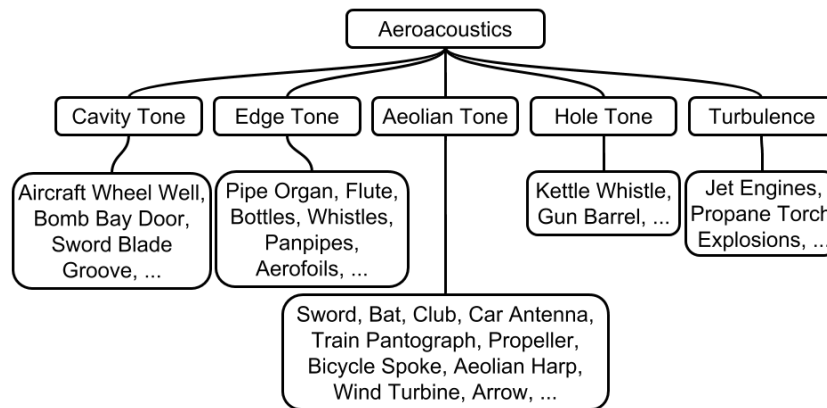 Aeroacoustics
Cavity Tone
Edge Tone
Aeolian Tone
Hole Tone
Turbulence
Aircraft Wheel Well,
Bomb Bay Door,
Sword Blade
Groove, ...
Pipe Organ, Flute,
Bottles, Whistles,
Panpipes,
Aerofoils, ...
Kettle Whistle,
Gun Barrel, ...
Jet Engines,
Propane Torch
Explosions, ...
Sword, Bat, Club, Car Antenna,
Train Pantograph, Propeller,
Bicycle Spoke, Aeolian Harp,
Wind Turbine, Arrow, ...